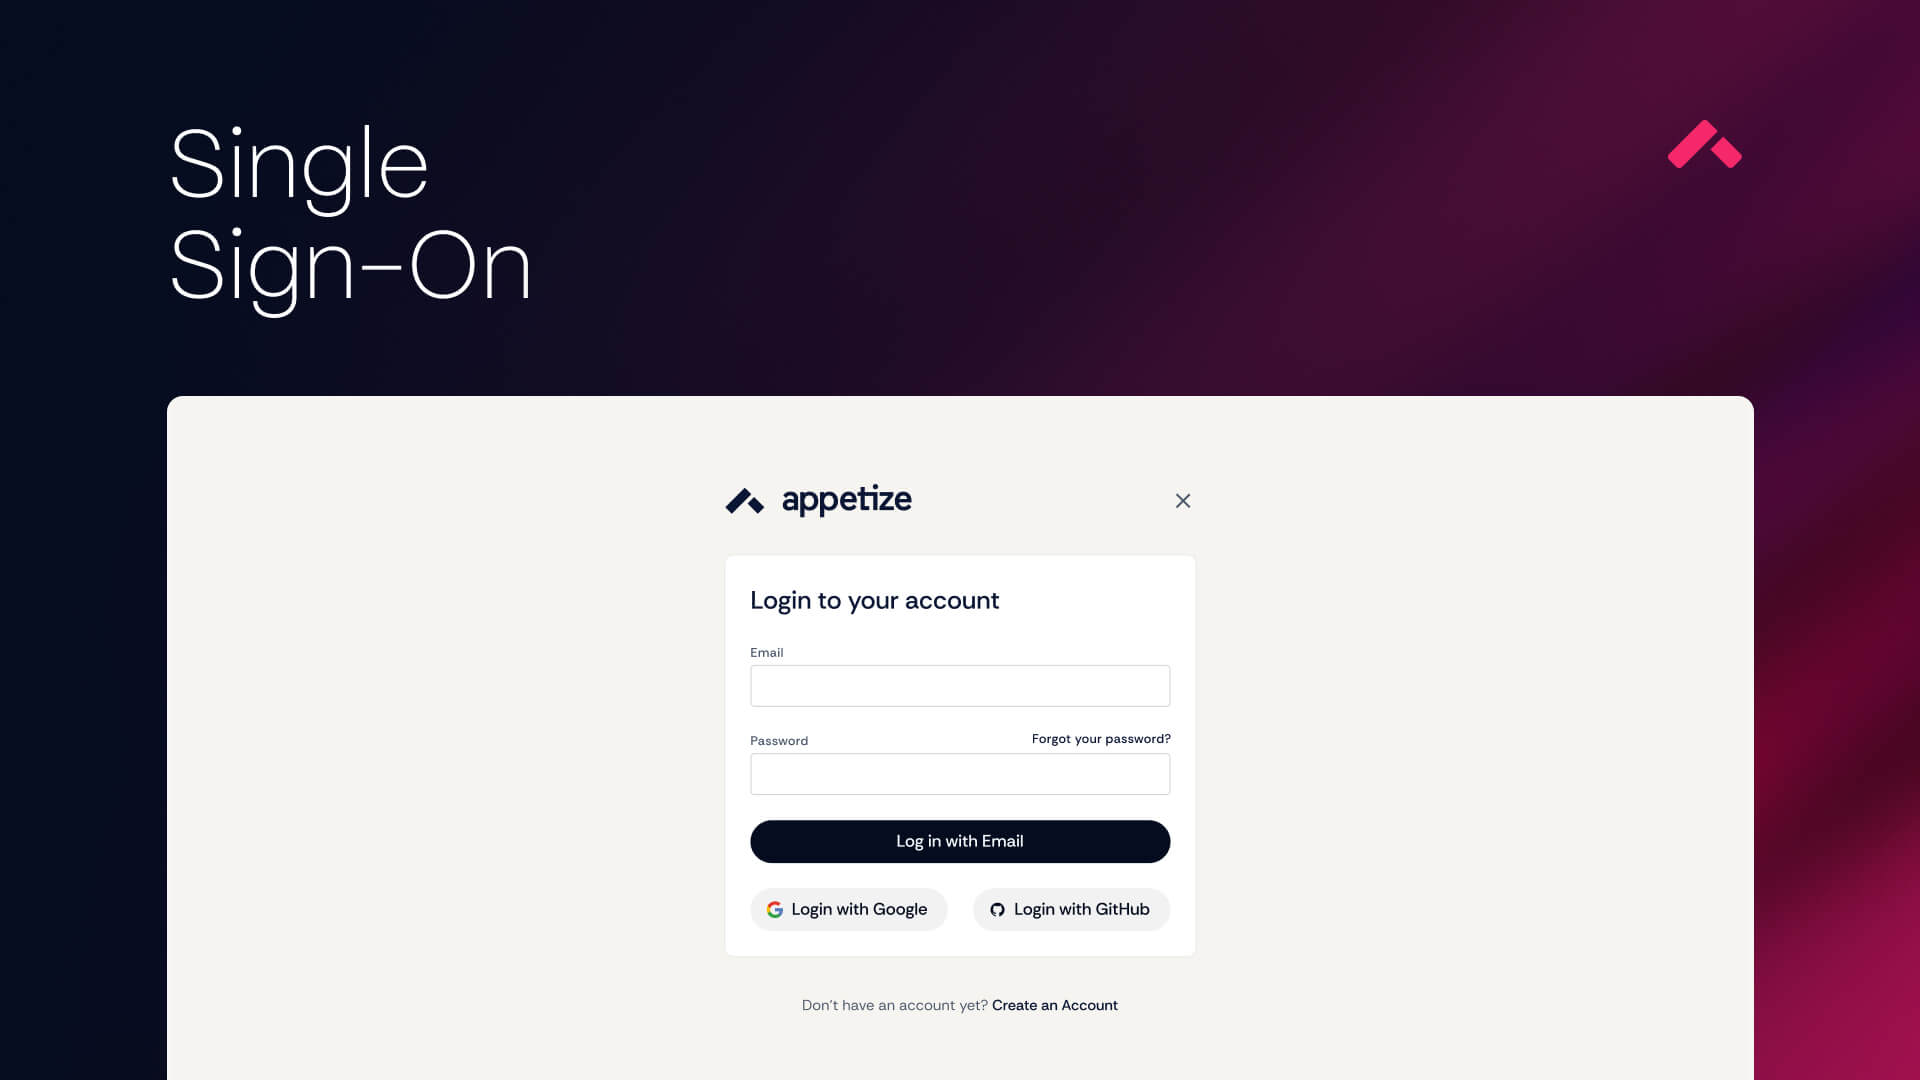 Single
Sign-On
appetize
Login to your account
Email
Password
Forgot your password?
Log in with Email
Login with Google
Login with GitHub
Don't have an account yet? Create an Account